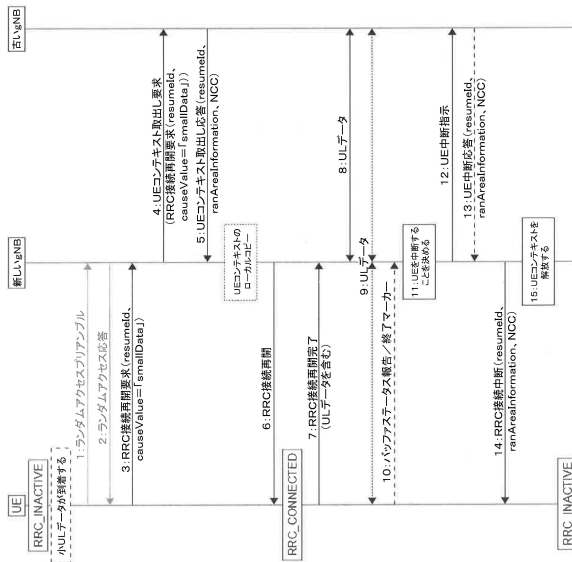 UE
新しいgNB
古いgNB
RRC_INACTIVE
小ULデータが到着する
1:ランダムアクセスプリアンブル
2:ランダムアクセス応答
3:RRC接続再開要求(resumeId、
causeValue=「smallData」)
4:UEコンテキスト取出し要求
(RRC接続再開要求(resumeId、
causeValue=「smallData」))
5:UEコンテキスト取出し応答(resumeId、
ranAreaInformation、NCC)
UEコンテキストの
ローカルコピー
6:RRC接続再開
RRC_CONNECTED
7:RRC接続再開完了
(ULデータを含む)
8:ULデータ
9:ULデータ
10:バッファステータス報告/終了マーカー
11:UEを中断する
ことを決める
12:UE中断指示
13:UE中断応答(resumeId、
ranAreaInformation、NCC)
14:RRC接続中断(resumeId、
ranAreaInformation、NCC)
15:UEコンテキストを
解放する
RRC_INACTIVE